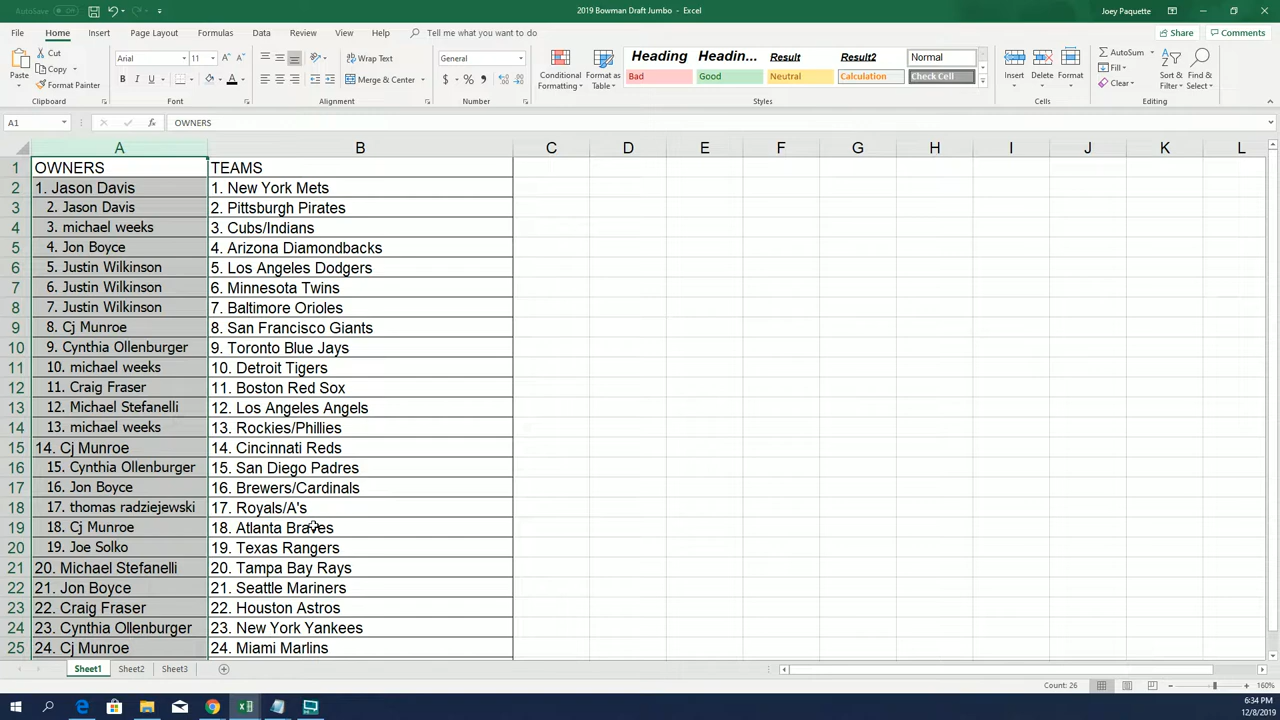 AutoSave Off 2019 Bowman Draft Jumbo - Excel Joey Paquette
File Home Insert Page Layout Formulas Data Review View Help Tell me what you want to do Share Comments
Paste Cut Copy Format Painter Clipboard
Arial 11 B I U A Font
Wrap Text Merge & Center Alignment
General $ % Number
Conditional Formatting Format as Table
Heading Headin... Result Result2 Normal
Bad Good Neutral Calculation Check Cell
Styles
Insert Delete Format Cells
AutoSum Fill Clear Sort & Filter Find & Select Editing
A1 fx OWNERS
A B C D E F G H I J K L
1 OWNERS TEAMS
2 1. Jason Davis 1. New York Mets
3 2. Jason Davis 2. Pittsburgh Pirates
4 3. michael weeks 3. Cubs/Indians
5 4. Jon Boyce 4. Arizona Diamondbacks
6 5. Justin Wilkinson 5. Los Angeles Dodgers
7 6. Justin Wilkinson 6. Minnesota Twins
8 7. Justin Wilkinson 7. Baltimore Orioles
9 8. Cj Munroe 8. San Francisco Giants
10 9. Cynthia Ollenburger 9. Toronto Blue Jays
11 10. michael weeks 10. Detroit Tigers
12 11. Craig Fraser 11. Boston Red Sox
13 12. Michael Stefanelli 12. Los Angeles Angels
14 13. michael weeks 13. Rockies/Phillies
15 14. Cj Munroe 14. Cincinnati Reds
16 15. Cynthia Ollenburger 15. San Diego Padres
17 16. Jon Boyce 16. Brewers/Cardinals
18 17. thomas radziejewski 17. Royals/A's
19 18. Cj Munroe 18. Atlanta Braves
20 19. Joe Solko 19. Texas Rangers
21 20. Michael Stefanelli 20. Tampa Bay Rays
22 21. Jon Boyce 21. Seattle Mariners
23 22. Craig Fraser 22. Houston Astros
24 23. Cynthia Ollenburger 23. New York Yankees
25 24. Cj Munroe 24. Miami Marlins
Sheet1 Sheet2 Sheet3
Count: 26 160%
6:34 PM
12/8/2019